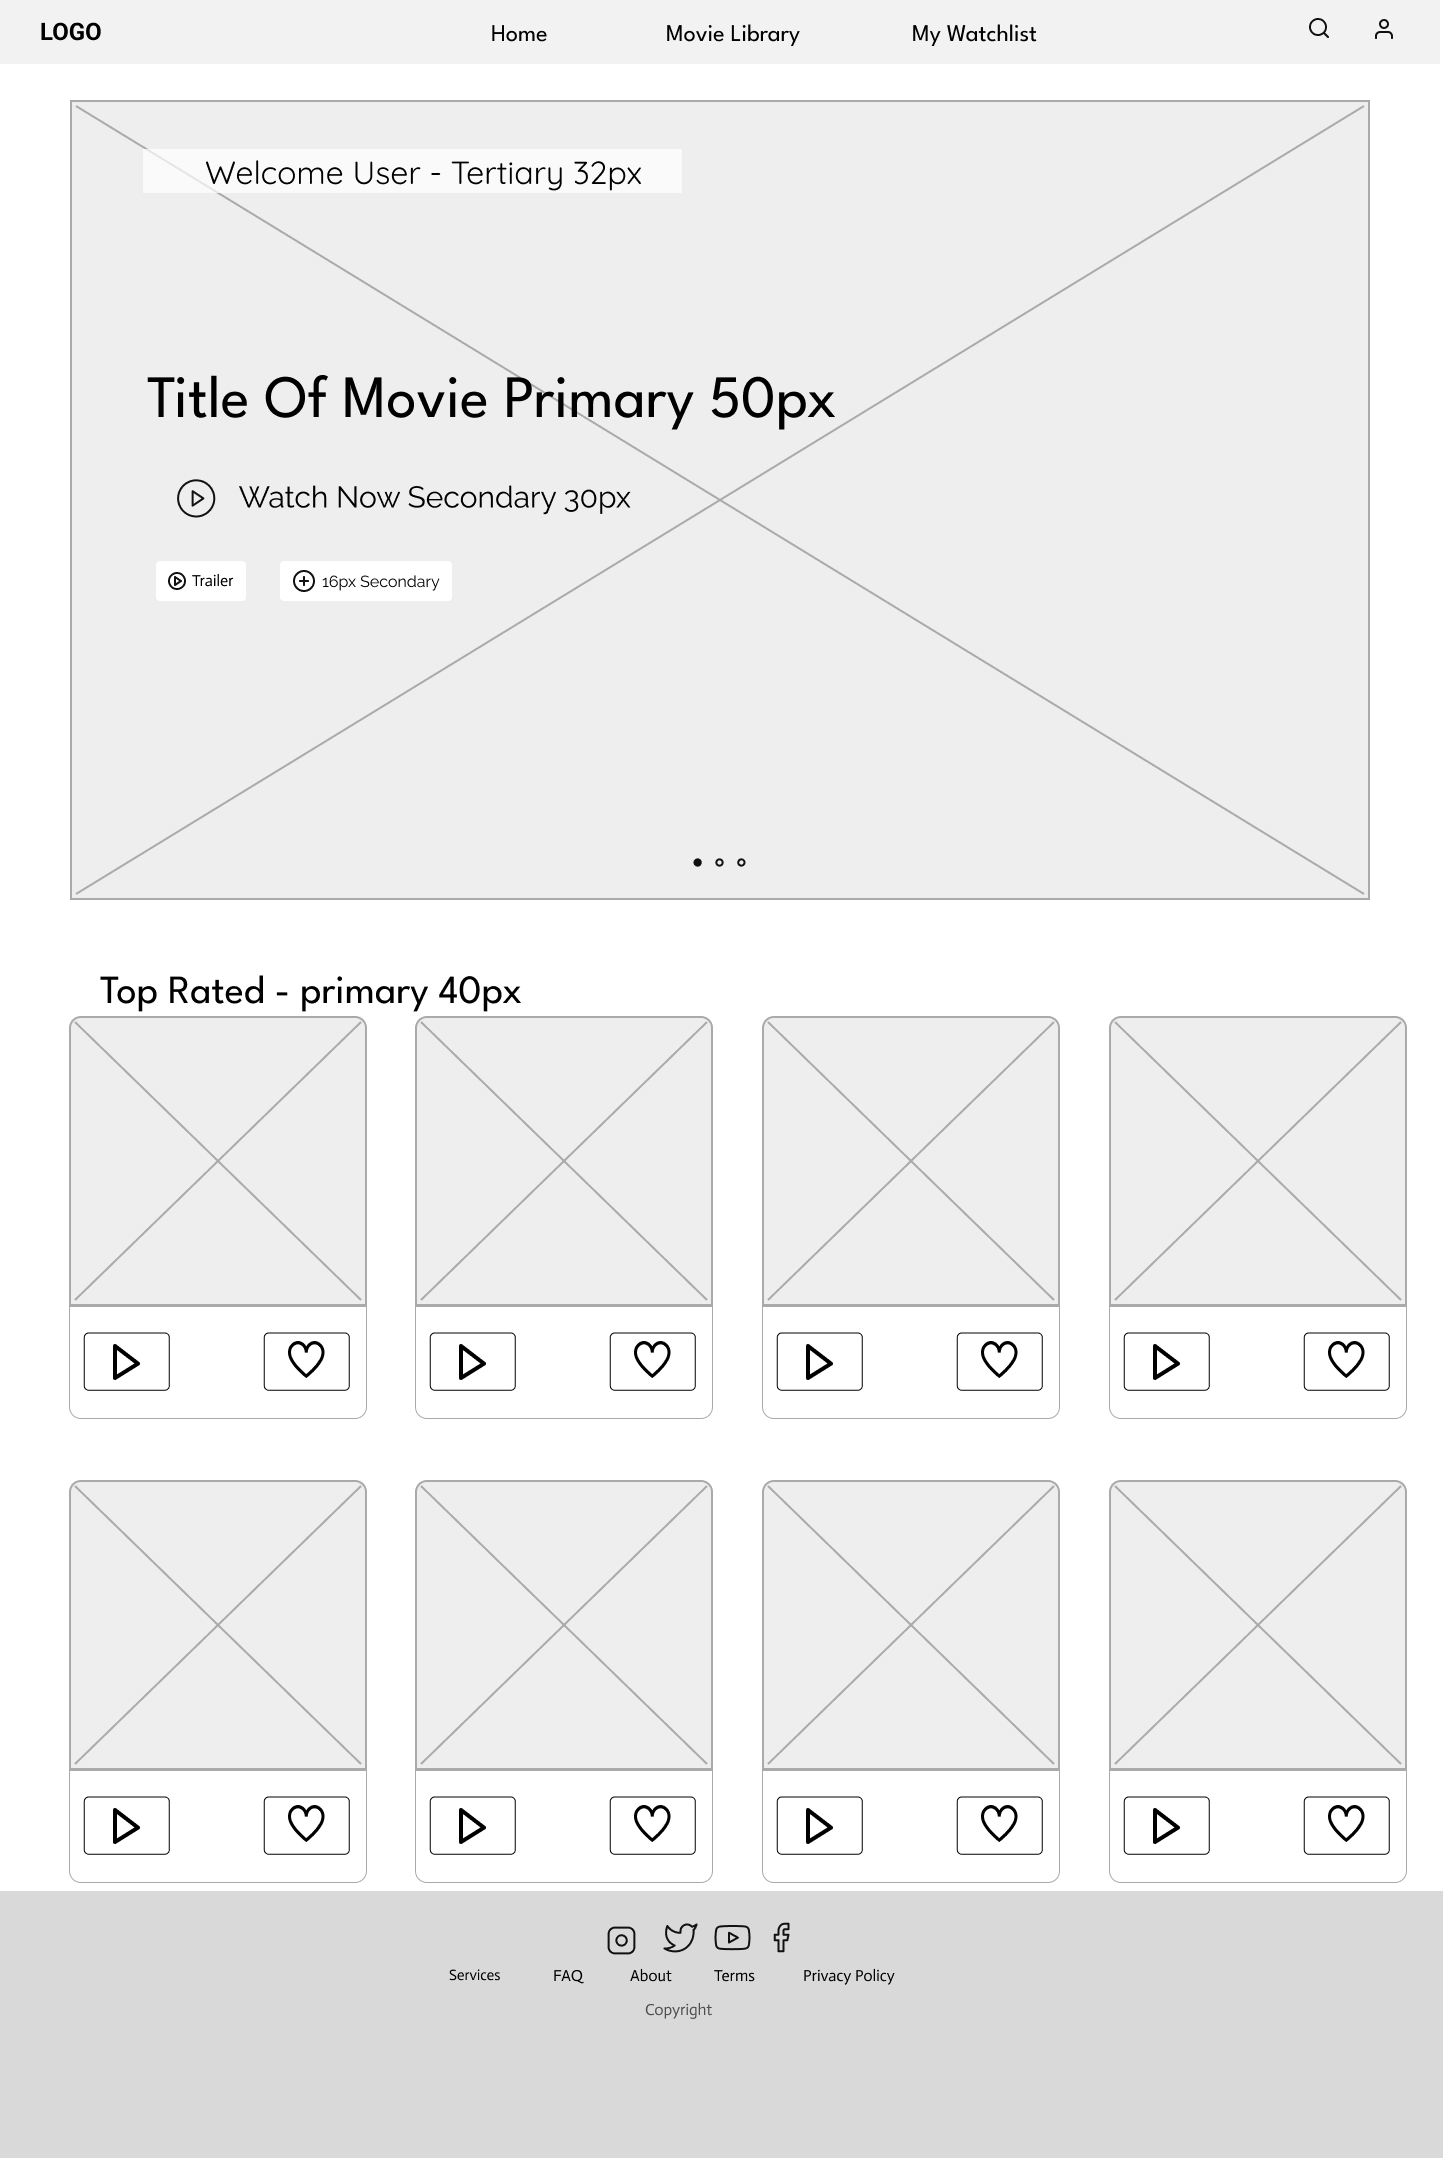 LOGO Home Movie Library My Watchlist
Welcome User - Tertiary 32px
Title Of Movie Primary 50px
Watch Now Secondary 30px
Trailer 16px Secondary
Top Rated - primary 40px
Services FAQ About Terms Privacy Policy
Copyright